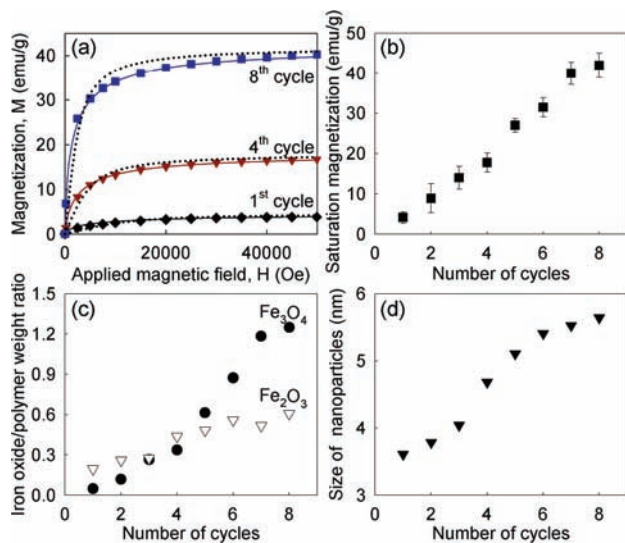 (a)
Magnetization, M (emu/g)
50
40
30
20
10
0
8th cycle
4th cycle
1st cycle
0
20000
40000
Applied magnetic field, H (Oe)
(b)
Saturation magnetization (emu/g)
50
40
30
20
10
0
0 2 4 6 8
Number of cycles
(c)
Iron oxide/polymer weight ratio
1.5
1.2
0.9
0.6
0.3
0.0
Fe3O4
Fe2O3
0 2 4 6 8
Number of cycles
(d)
Size of nanoparticles (nm)
6
5
4
3
0 2 4 6 8
Number of cycles